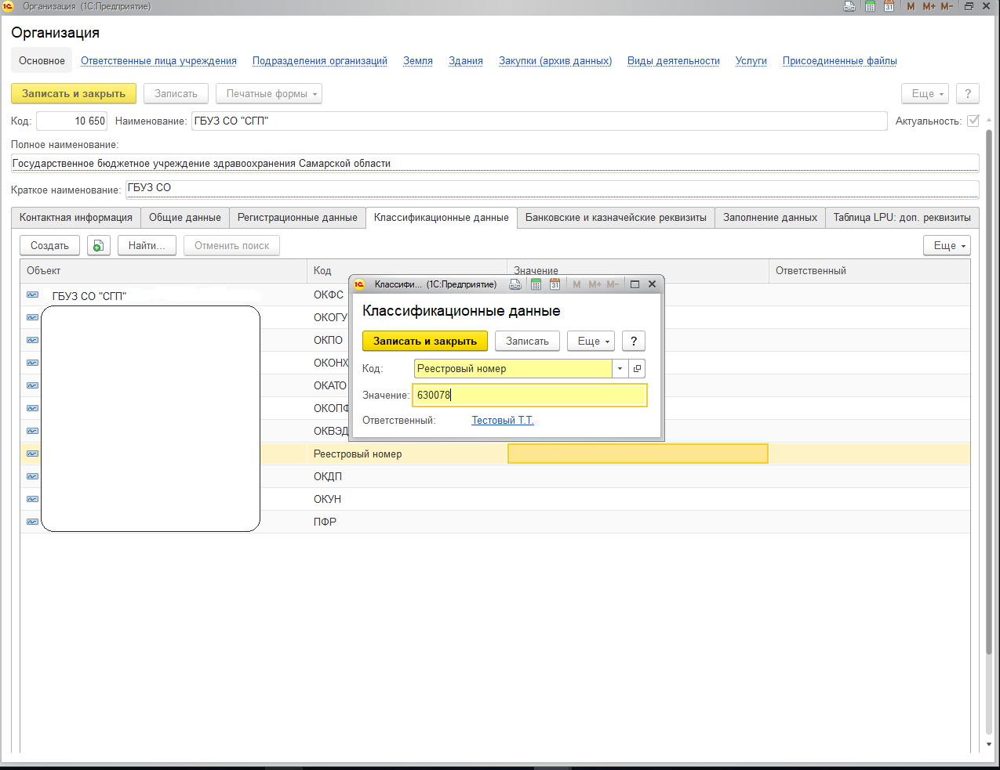 Организация (1С:Предприятие)
31 M M+ M-
Организация
Основное Ответственные лица учреждения Подразделения организаций Земля Здания Закупки (архив данных) Виды деятельности Услуги Присоединенные файлы
Записать и закрыть Записать Печатные формы Еще ?
Код: 10 650 Наименование: ГБУЗ СО "СГП" Актуальность:
Полное наименование:
Государственное бюджетное учреждение здравоохранения Самарской области
Краткое наименование: ГБУЗ СО
Контактная информация Общие данные Регистрационные данные Классификационные данные Банковские и казначейские реквизиты Заполнение данных Таблица LPU: доп. реквизиты
Создать Найти... Отменить поиск Еще
Объект Код Значение Ответственный
ГБУЗ СО "СГП" ОКФС
ОКОГУ
ОКПО
ОКОНХ
ОКАТО
ОКОПФ
ОКВЭД
Реестровый номер
ОКДП
ОКУН
ПФР
Классифи... (1С:Предприятие) 31 M M+ M-
Классификационные данные
Записать и закрыть Записать Еще ?
Код: Реестровый номер
Значение: 630078
Ответственный: Тестовый Т.Т.